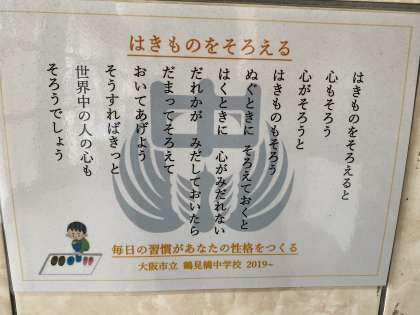 はきものをそろえる
はきものをそろえると
心もそろう
心がそろうと
はきものもそろう
ぬぐときに そろえておくと
はくときに 心がみだれない
だれかが みだしておいたら
だまってそろえて
おいてあげよう
そうすればきっと
世界中の人の心も
そろうでしょう
中
毎日の習慣があなたの性格をつくる
大阪市立 鶴見橋中学校 2019~